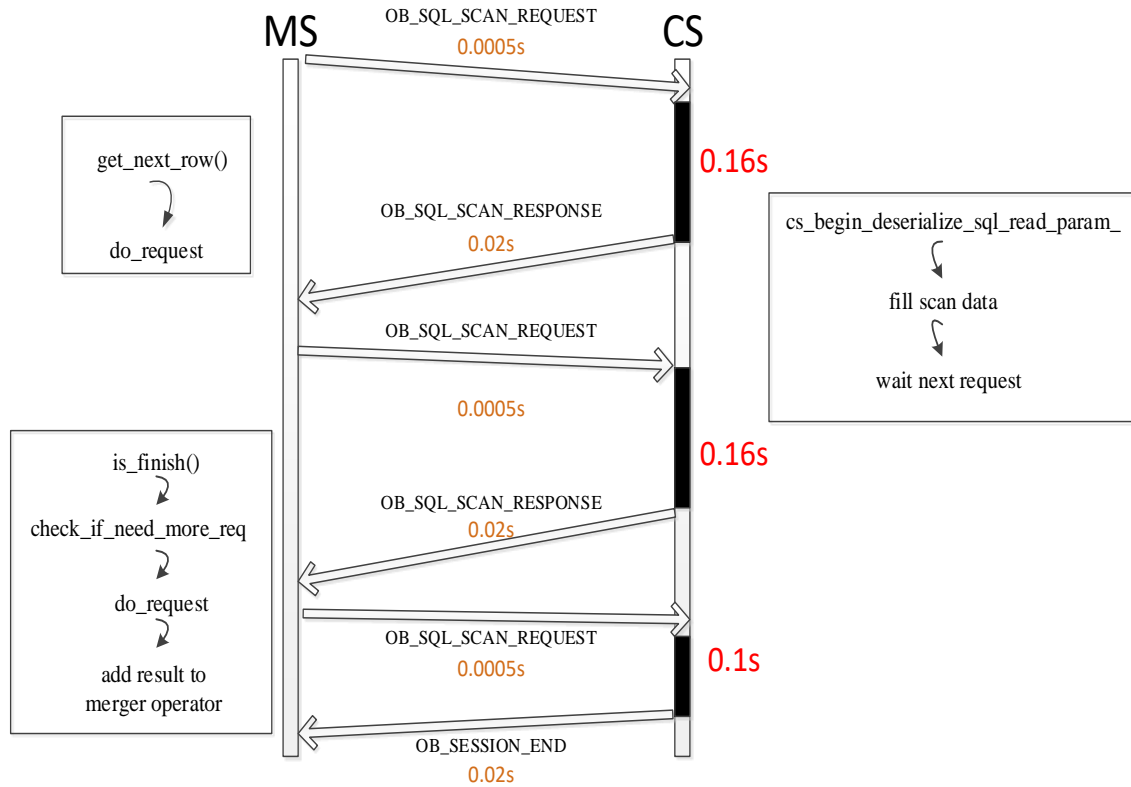 OB_SQL_SCAN_REQUEST
MS
CS
0.0005s
get_next_row()
do_request
0.16s
OB_SQL_SCAN_RESPONSE
0.02s
cs_begin_deserialize_sql_read_param_
fill scan data
wait next request
OB_SQL_SCAN_REQUEST
0.0005s
0.16s
is_finish()
check_if_need_more_req
do_request
add result to
merger operator
OB_SQL_SCAN_RESPONSE
0.02s
OB_SQL_SCAN_REQUEST
0.0005s
0.1s
OB_SESSION_END
0.02s